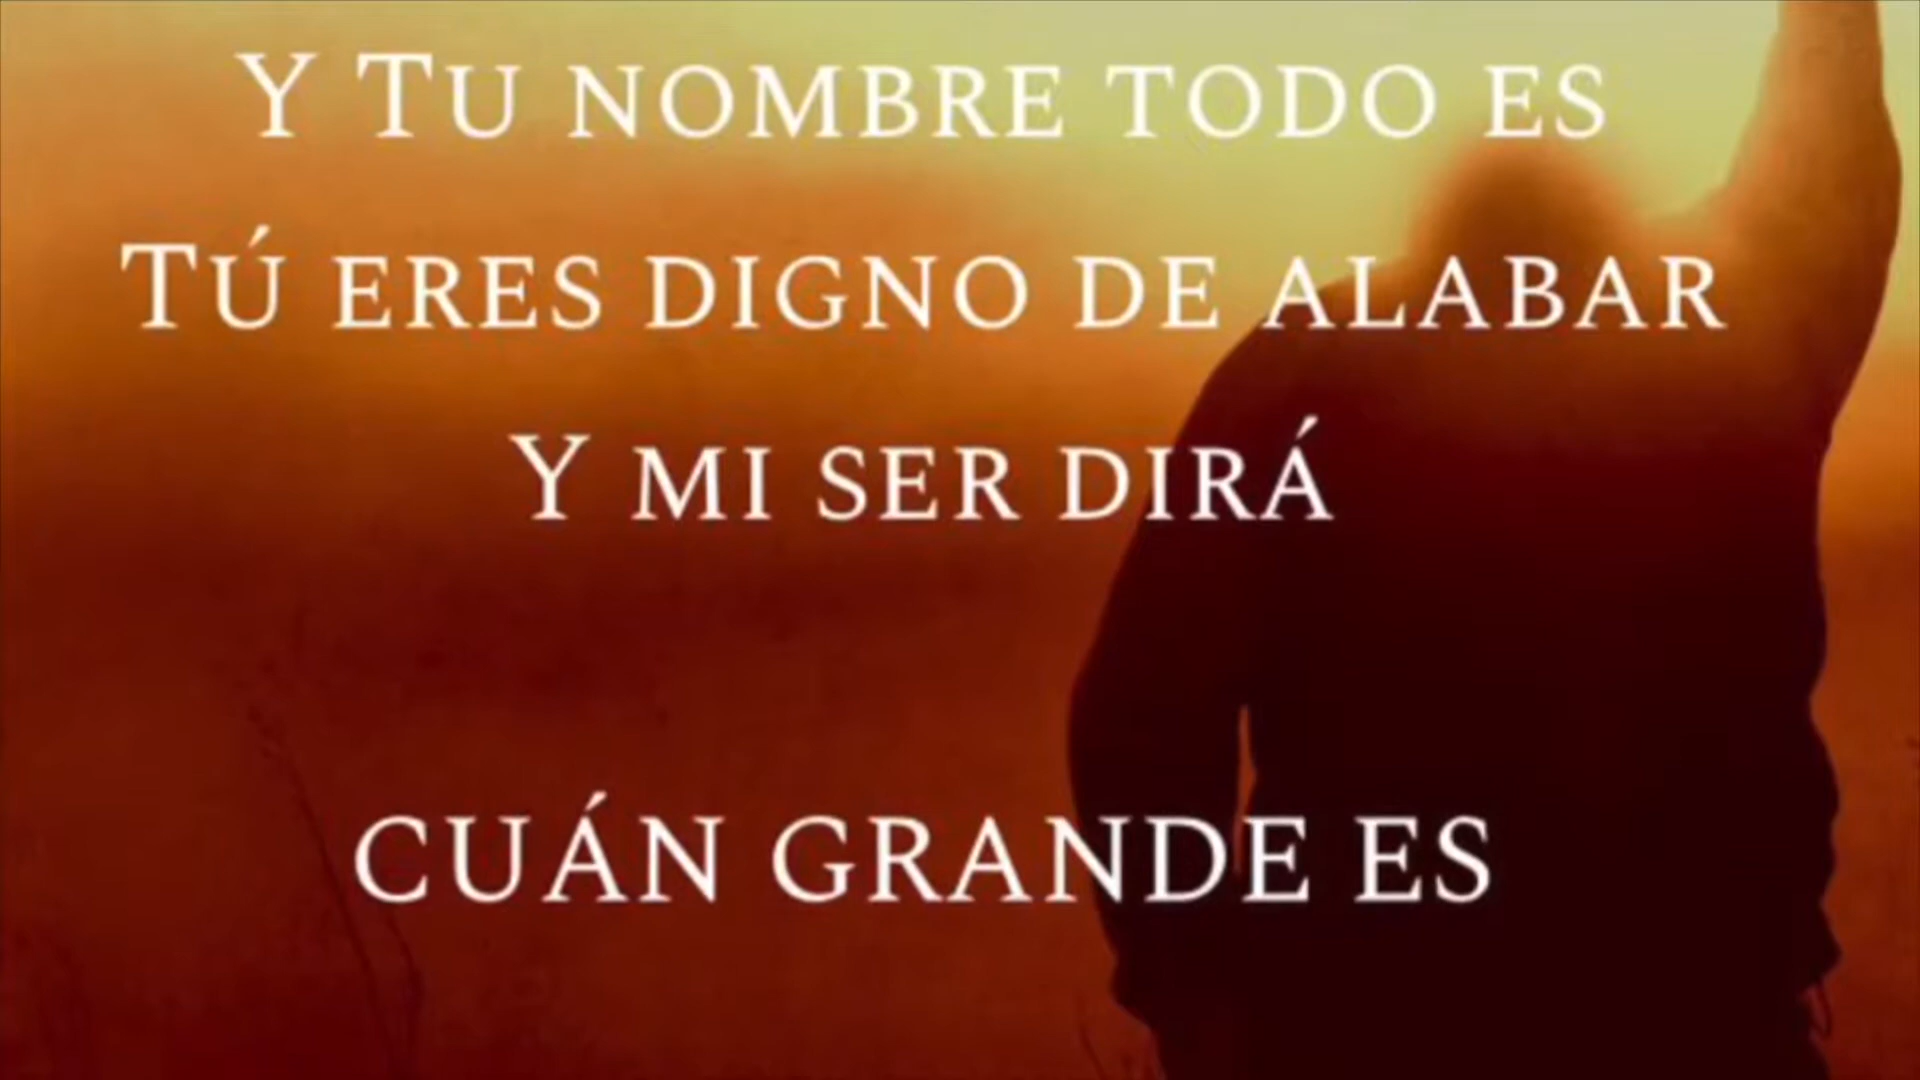 Y TU NOMBRE TODO ES
TÚ ERES DIGNO DE ALABAR
Y MI SER DIRÁ
CUÁN GRANDE ES